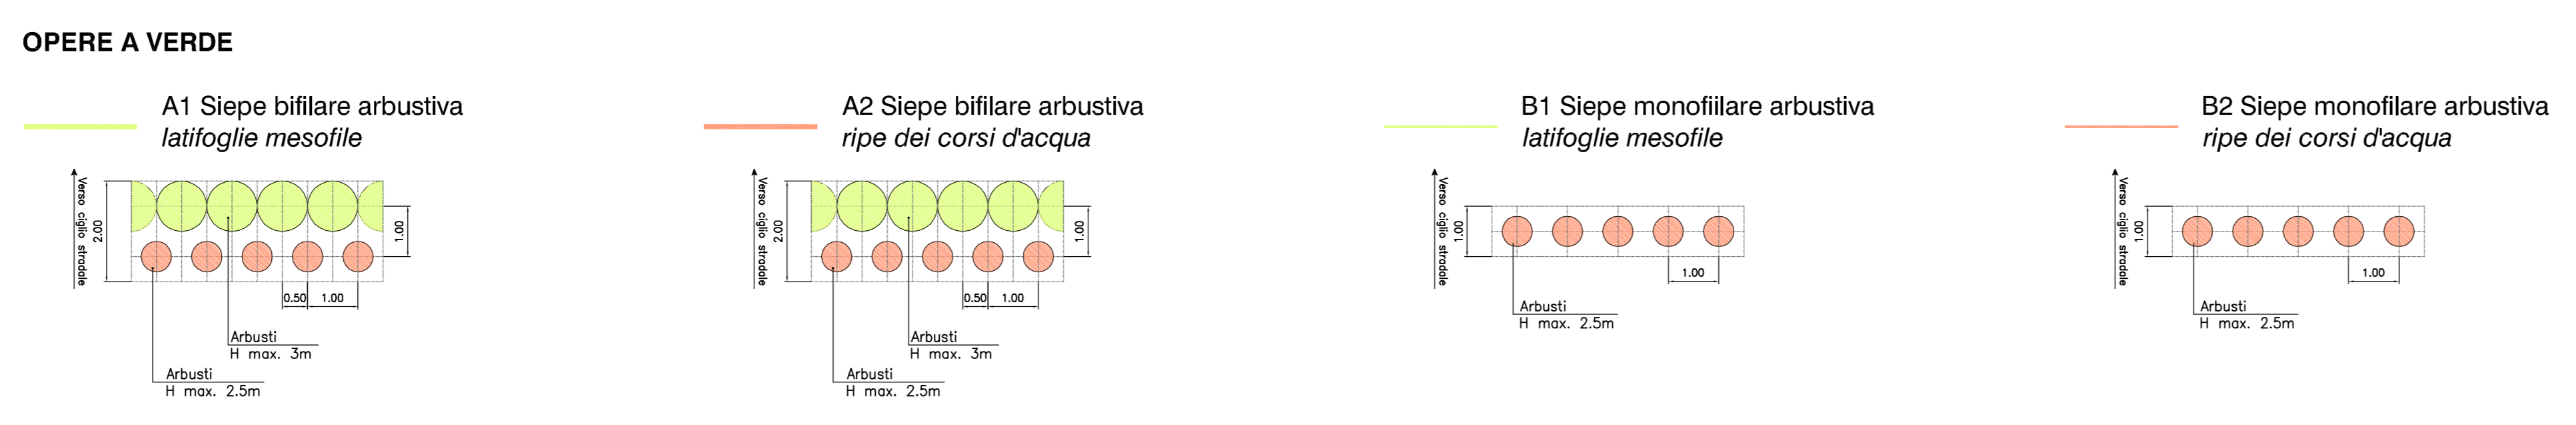 OPERE A VERDE
A1 Siepe bifilare arbustiva
latifoglie mesofile
Verso ciglio stradale
2.00
1.00
0.50
1.00
Arbusti
H max. 3m
Arbusti
H max. 2.5m
A2 Siepe bifilare arbustiva
ripe dei corsi d'acqua
Verso ciglio stradale
2.00
1.00
0.50
1.00
Arbusti
H max. 3m
Arbusti
H max. 2.5m
B1 Siepe monofiilare arbustiva
latifoglie mesofile
Verso ciglio stradale
1.00
1.00
Arbusti
H max. 2.5m
B2 Siepe monofilare arbustiva
ripe dei corsi d'acqua
Verso ciglio stradale
1.00
1.00
Arbusti
H max. 2.5m